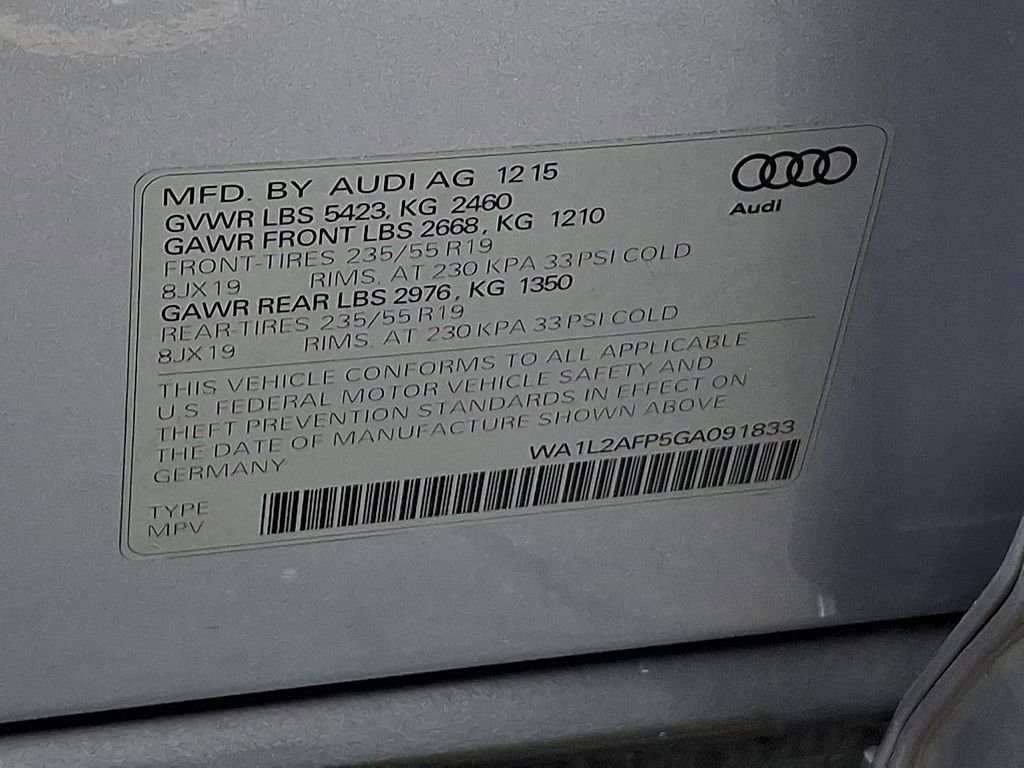 MFD. BY AUDI AG 1215
GVWR LBS 5423, KG 2460
GAWR FRONT LBS 2668, KG 1210
FRONT-TIRES 235/55 R19
8JX19 RIMS, AT 230 KPA 33 PSI COLD
GAWR REAR LBS 2976, KG 1350
REAR-TIRES 235/55 R19
8JX19 RIMS, AT 230 KPA 33 PSI COLD
Audi
THIS VEHICLE CONFORMS TO ALL APPLICABLE
U.S. FEDERAL MOTOR VEHICLE SAFETY AND
THEFT PREVENTION STANDARDS IN EFFECT ON
THE DATE OF MANUFACTURE SHOWN ABOVE
GERMANY WA1L2AFP5GA091833
TYPE
MPV